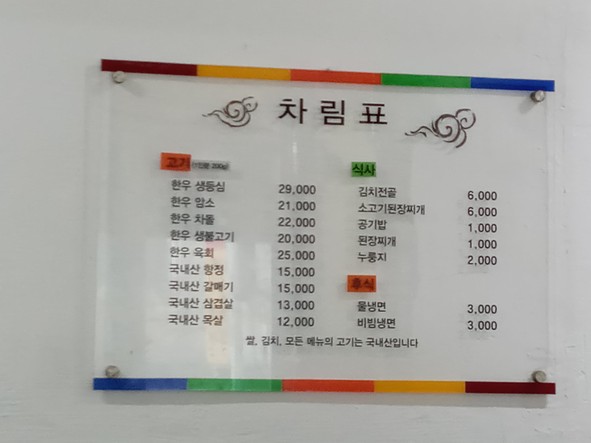 차림표
고기 (1인분 200g)
한우 생등심 29,000
한우 암소 21,000
한우 차돌 22,000
한우 생불고기 20,000
한우 육회 25,000
국내산 항정 15,000
국내산 갈매기 15,000
국내산 삼겹살 13,000
국내산 목살 12,000
식사
김치전골 6,000
소고기된장찌개 6,000
공기밥 1,000
된장찌개 1,000
누룽지 2,000
후식
물냉면 3,000
비빔냉면 3,000
쌀, 김치, 모든 메뉴의 고기는 국내산입니다